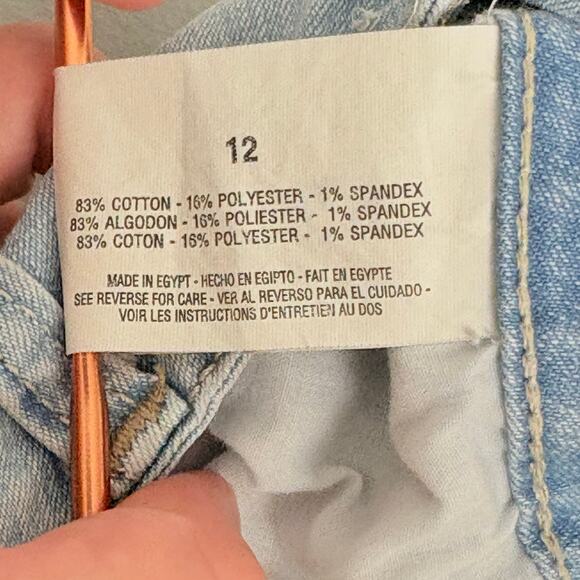 12
83% COTTON - 16% POLYESTER - 1% SPANDEX
83% ALGODON - 16% POLIESTER - 1% SPANDEX
83% COTON - 16% POLYESTER - 1% SPANDEX
MADE IN EGYPT - HECHO EN EGIPTO - FAIT EN EGYPTE
SEE REVERSE FOR CARE - VER AL REVERSO PARA EL CUIDADO -
VOIR LES INSTRUCTIONS D'ENTRETIEN AU DOS